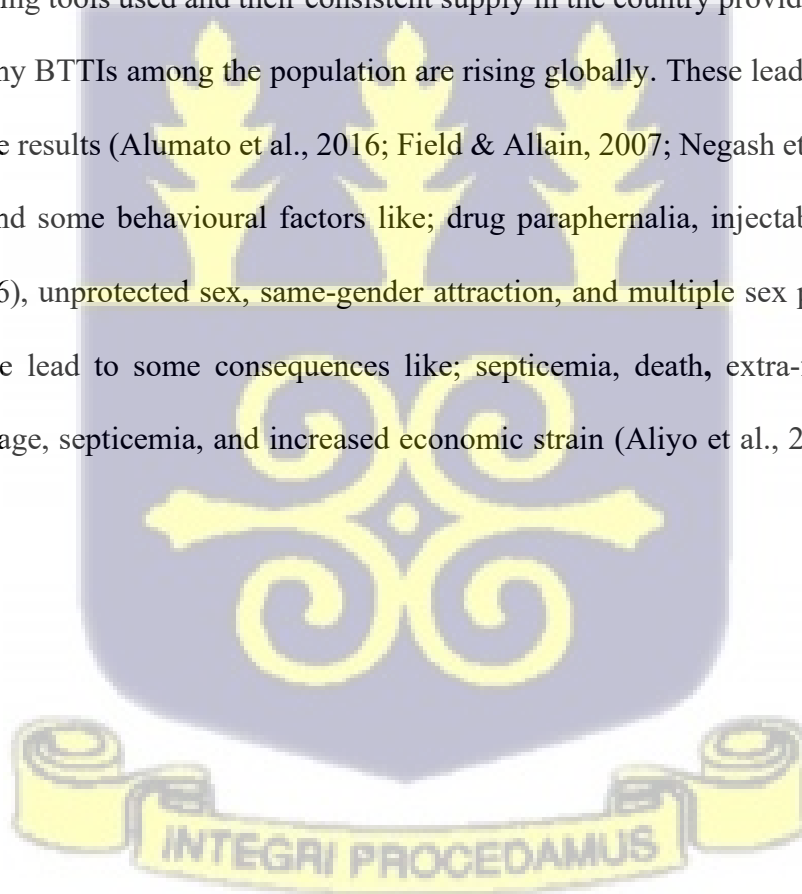 ing tools used and their consistent supply in the country provid
ny BTTIs among the population are rising globally. These lead
e results (Alumato et al., 2016; Field & Allain, 2007; Negash et
nd some behavioural factors like; drug paraphernalia, injectab
6), unprotected sex, same-gender attraction, and multiple sex p
e lead to some consequences like; septicemia, death, extra-
age, septicemia, and increased economic strain (Aliyo et al., 2
INTEGRI PROCEDAMUS